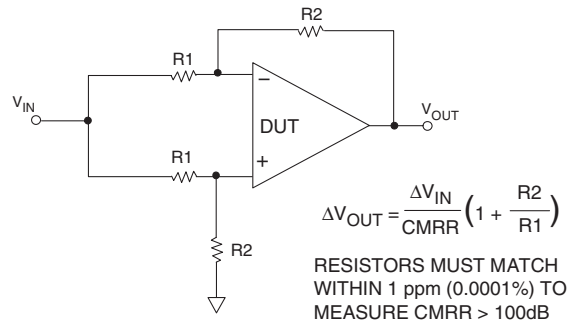 R2
R1
V_IN
−
DUT
V_OUT
R1
+
R2
ΔV_OUT = ΔV_IN / CMRR (1 + R2 / R1)
RESISTORS MUST MATCH
WITHIN 1 ppm (0.0001%) TO
MEASURE CMRR > 100dB